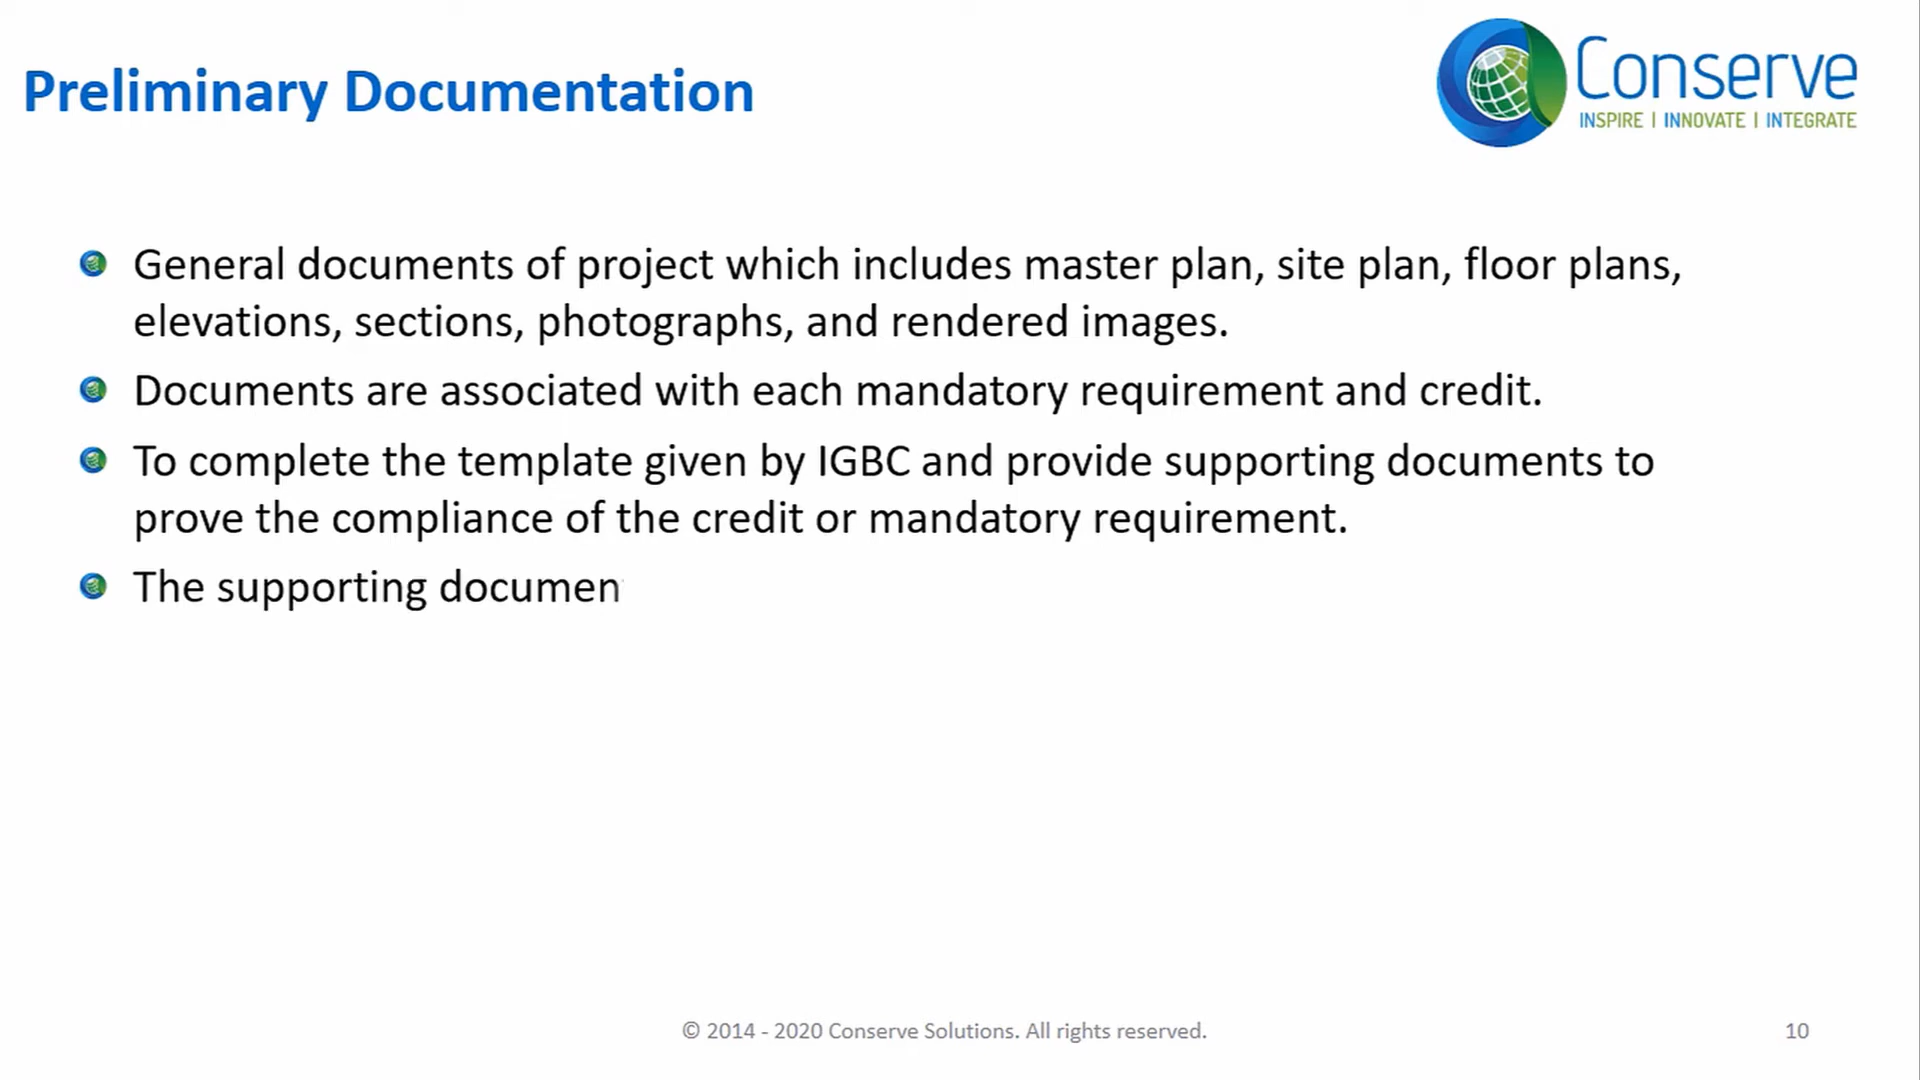 Preliminary Documentation
Conserve
INSPIRE | INNOVATE | INTEGRATE
General documents of project which includes master plan, site plan, floor plans,
elevations, sections, photographs, and rendered images.
Documents are associated with each mandatory requirement and credit.
To complete the template given by IGBC and provide supporting documents to
prove the compliance of the credit or mandatory requirement.
The supporting documen
© 2014 - 2020 Conserve Solutions. All rights reserved.
10